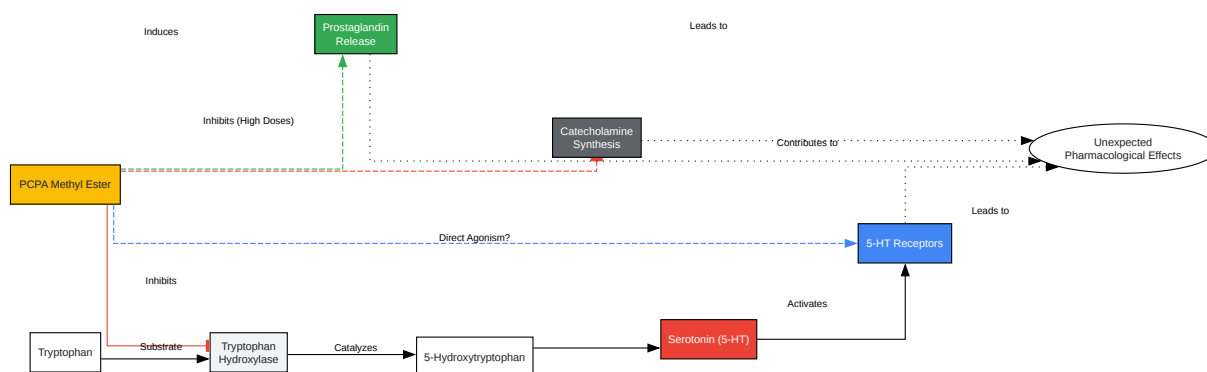 Induces
Prostaglandin
Release
Leads to
Inhibits (High Doses)
Catecholamine
Synthesis
Contributes to
Unexpected
Pharmacological Effects
PCPA Methyl Ester
Leads to
Direct Agonism?
5-HT Receptors
Inhibits
Activates
Tryptophan
Substrate
Tryptophan
Hydroxylase
Catalyzes
5-Hydroxytryptophan
Serotonin (5-HT)